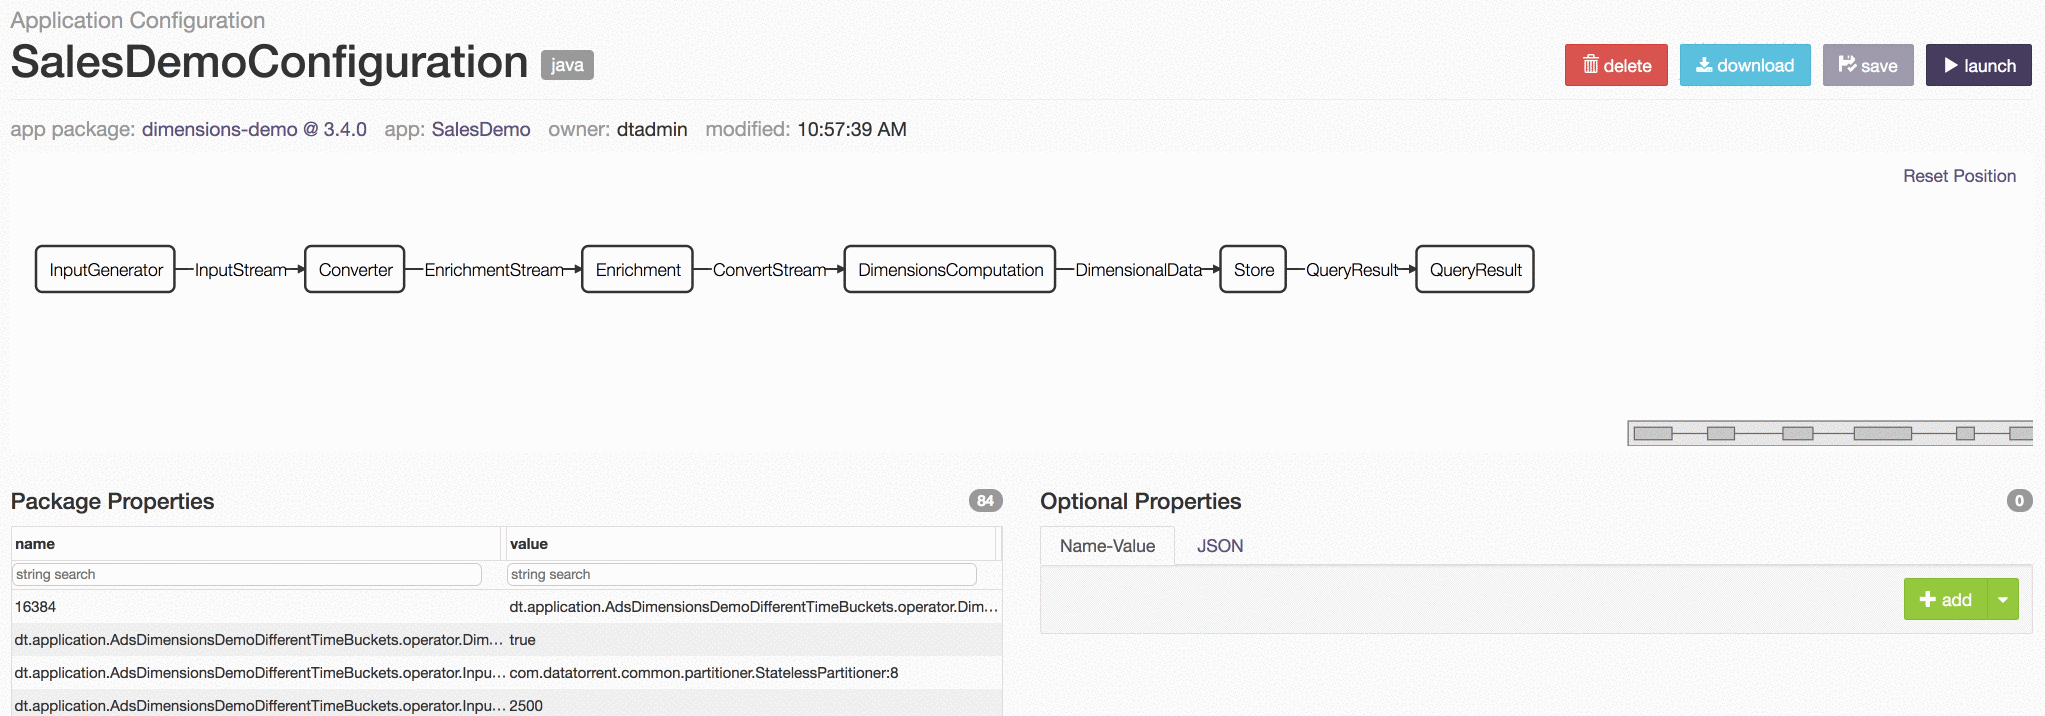 Application Configuration
SalesDemoConfiguration java
delete download save launch
app package: dimensions-demo @ 3.4.0 app: SalesDemo owner: dtadmin modified: 10:57:39 AM
Reset Position
InputGenerator InputStream Converter EnrichmentStream Enrichment ConvertStream DimensionsComputation DimensionalData Store QueryResult QueryResult
Package Properties 84
name value
string search string search
16384 dt.application.AdsDimensionsDemoDifferentTimeBuckets.operator.Dim...
dt.application.AdsDimensionsDemoDifferentTimeBuckets.operator.Dim... true
dt.application.AdsDimensionsDemoDifferentTimeBuckets.operator.Inpu... com.datatorrent.common.partitioner.StatelessPartitioner:8
dt.application.AdsDimensionsDemoDifferentTimeBuckets.operator.Inpu... 2500
Optional Properties 0
Name-Value JSON
add